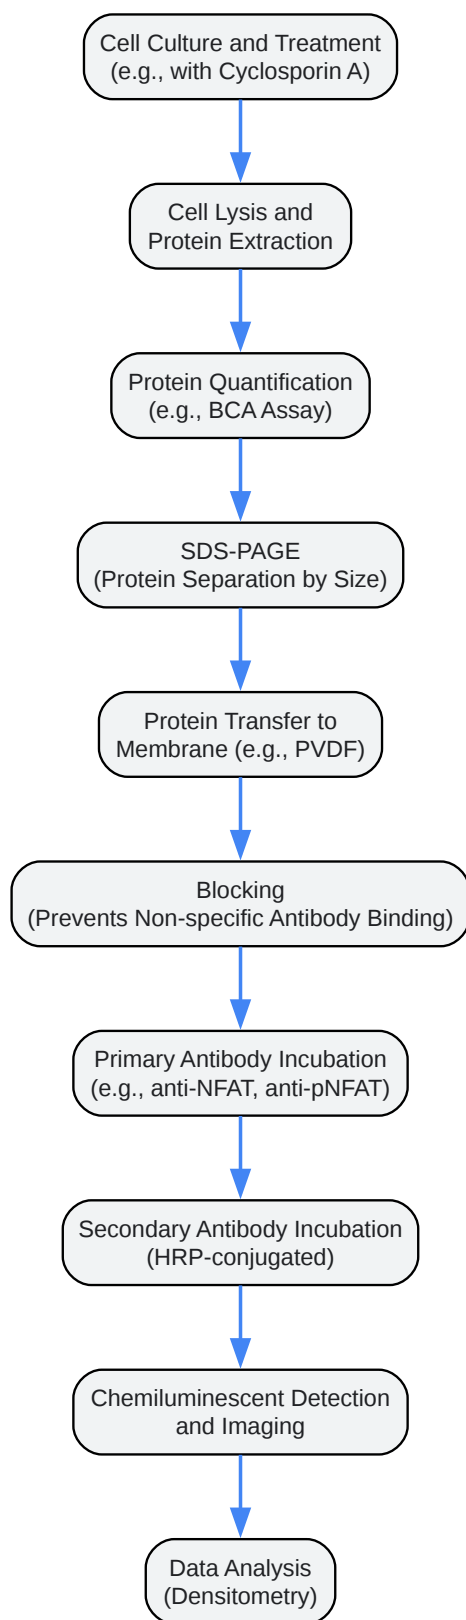 Cell Culture and Treatment
(e.g., with Cyclosporin A)
Cell Lysis and
Protein Extraction
Protein Quantification
(e.g., BCA Assay)
SDS-PAGE
(Protein Separation by Size)
Protein Transfer to
Membrane (e.g., PVDF)
Blocking
(Prevents Non-specific Antibody Binding)
Primary Antibody Incubation
(e.g., anti-NFAT, anti-pNFAT)
Secondary Antibody Incubation
(HRP-conjugated)
Chemiluminescent Detection
and Imaging
Data Analysis
(Densitometry)